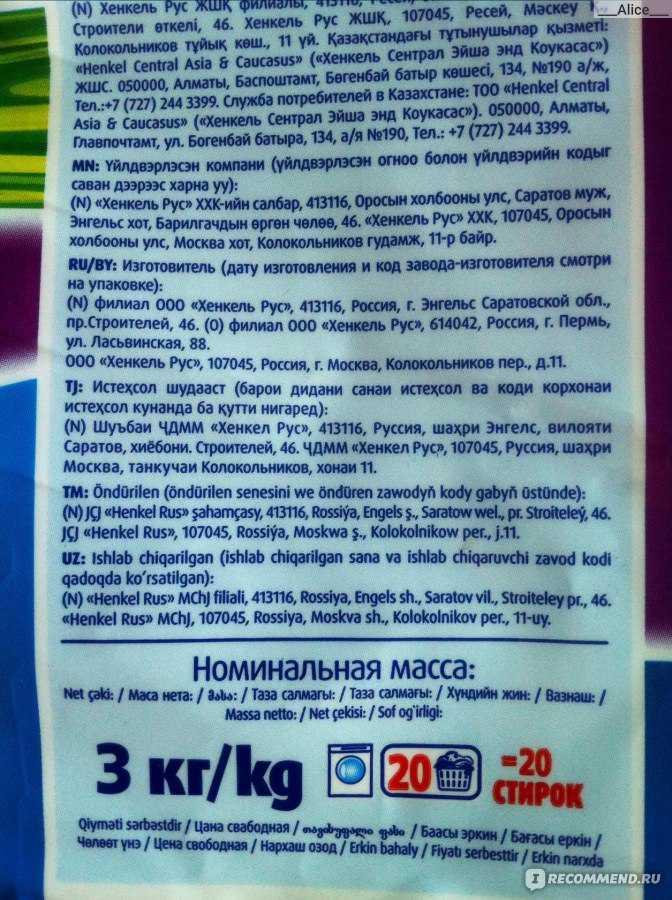 __Alice__
(N) Хенкель Рус ЖШҚ филиалы, 413116, Ресей,
Строители өткелі, 46. Хенкель Рус ЖШҚ, 107045, Ресей, Мәскеу
Колокольников тұйық көш., 11 үй. Қазақстандағы тұтынушылар қызметі:
«Henkel Central Asia & Caucasus» («Хенкель Сентрал Эйша энд Коукасас»)
ЖШС. 050000, Алматы, Баспоштамт, Бөгенбай батыр көшесі, 134, №190 а/ж,
Тел.:+7 (727) 244 3399. Служба потребителей в Казахстане: ТОО «Henkel Central
Asia & Caucasus» («Хенкель Сентрал Эйша энд Коукасас»). 050000, Алматы,
Главпочтамт, ул. Богенбай батыра, 134, а/я №190, Тел.: +7 (727) 244 3399.
MN: Үйлдвэрлэсэн компани (үйлдвэрлэсэн огноо болон үйлдвэрийн кодыг
саван дээрээс харна уу):
(N) «Хенкель Рус» ХХК-ийн салбар, 413116, Оросын холбооны улс, Саратов муж,
Энгельс хот, Барилгачдын өргөн чөлөө, 46. «Хенкель Рус» ХХК, 107045, Оросын
холбооны улс, Москва хот, Колокольников гудамж, 11-р байр.
RU/BY: Изготовитель (дату изготовления и код завода-изготовителя смотри
на упаковке):
(N) филиал ООО «Хенкель Рус», 413116, Россия, г. Энгельс Саратовской обл.,
пр.Строителей, 46. (O) филиал ООО «Хенкель Рус», 614042, Россия, г. Пермь,
ул. Ласьвинская, 88.
ООО «Хенкель Рус», 107045, Россия, г. Москва, Колокольников пер., д.11.
TJ: Истеҳсол шудааст (барои дидани санаи истеҳсол ва коди корхонаи
истеҳсол кунанда ба қутти нигаред):
(N) Шуъбаи ҶДММ «Хенкел Рус», 413116, Руссия, шаҳри Энгелс, вилояти
Саратов, хиёбони. Строителей, 46. ҶДММ «Хенкел Рус», 107045, Руссия, шаҳри
Москва, танкучаи Колокольников, хонаи 11.
TM: Öndürilen (öndürilen senesini we öndüren zawodyň kody gabyň üstünde):
(N) JÇJ «Henkel Rus» şahamçasy, 413116, Rossiýa, Engels ş., Saratow wel., pr. Stroiteleý, 46.
JÇJ «Henkel Rus», 107045, Rossiýa, Moskwa ş., Kolokolnikow per., j.11.
UZ: Ishlab chiqarilgan (ishlab chiqarilgan sana va ishlab chiqaruvchi zavod kodi
qadoqda ko'rsatilgan):
(N) «Henkel Rus» MChJ filiali, 413116, Rossiya, Engels sh., Saratov vil., Stroiteley pr., 46.
«Henkel Rus» MChJ, 107045, Rossiya, Moskva sh., Kolokolnikov per., 11-uy.
Номинальная масса:
Net çəki: / Маса нета: / მასა: / Таза салмагы: / Таза салмағы: / Хүндийн жин: / Вазнаш: /
Massa netto: / Net çekisi: / Sof og'irligi:
3 кг/kg
20
=20
СТИРОК
Qiymәti sәrbәstdir / Цана свабодная / თავისუფალი ფასი / Баасы эркин / Бағасы еркін /
Чөлөөт үнэ / Цена свободная / Нархаш озод / Erkin bahaly / Fiyatı serbesttir / Erkin narxda
IRECOMMEND.RU